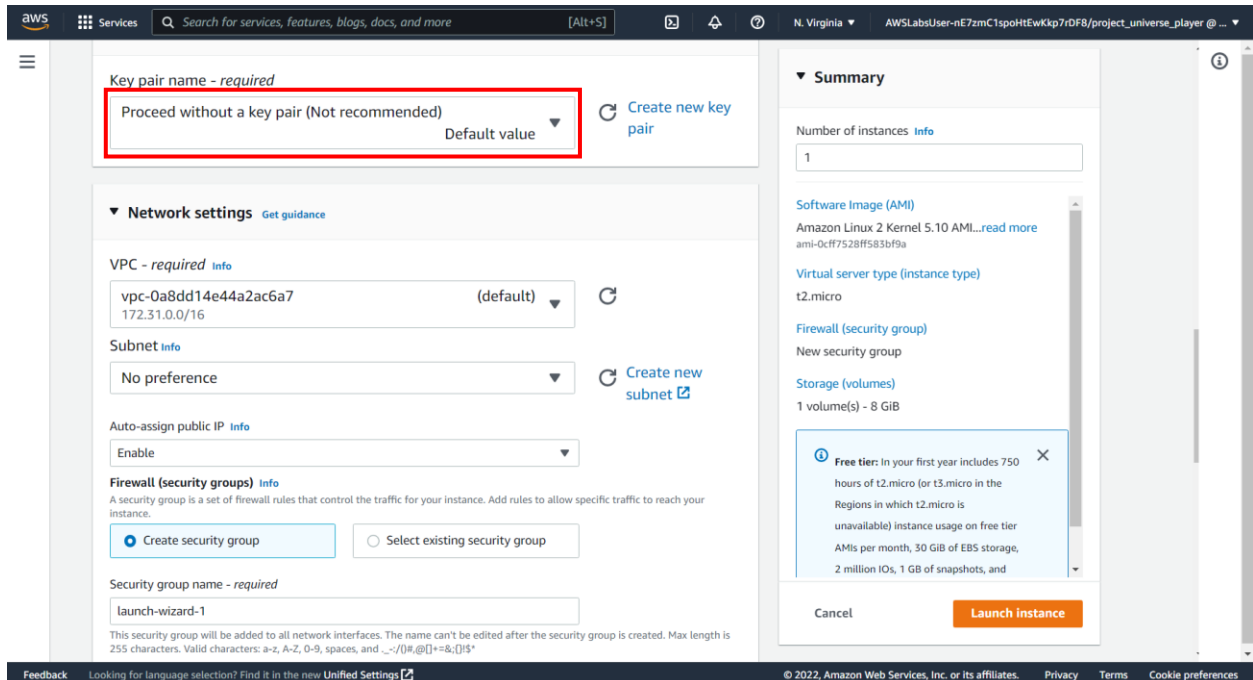 aws
Services
Search for services, features, blogs, docs, and more
[Alt+S]
N. Virginia
AWSLabsUser-nE7zmC1spoHtEwKkp7rDF8/project_universe_player @ ...
Key pair name - required
Proceed without a key pair (Not recommended)
Default value
Create new key
pair
Network settings Get guidance
VPC - required Info
vpc-0a8dd14e44a2ac6a7 (default)
172.31.0.0/16
Subnet Info
No preference
Create new
subnet
Auto-assign public IP Info
Enable
Firewall (security groups) Info
A security group is a set of firewall rules that control the traffic for your instance. Add rules to allow specific traffic to reach your
instance.
Create security group
Select existing security group
Security group name - required
launch-wizard-1
This security group will be added to all network interfaces. The name can't be edited after the security group is created. Max length is
255 characters. Valid characters: a-z, A-Z, 0-9, spaces, and ._-:/()#,@[]+=&;{}!$*
Summary
Number of instances Info
1
Software Image (AMI)
Amazon Linux 2 Kernel 5.10 AMI...read more
ami-0cff7528ff583bf9a
Virtual server type (instance type)
t2.micro
Firewall (security group)
New security group
Storage (volumes)
1 volume(s) - 8 GiB
Free tier: In your first year includes 750
hours of t2.micro (or t3.micro in the
Regions in which t2.micro is
unavailable) instance usage on free tier
AMIs per month, 30 GiB of EBS storage,
2 million IOs, 1 GB of snapshots, and
Cancel
Launch instance
Feedback
Looking for language selection? Find it in the new Unified Settings
© 2022, Amazon Web Services, Inc. or its affiliates.
Privacy
Terms
Cookie preferences